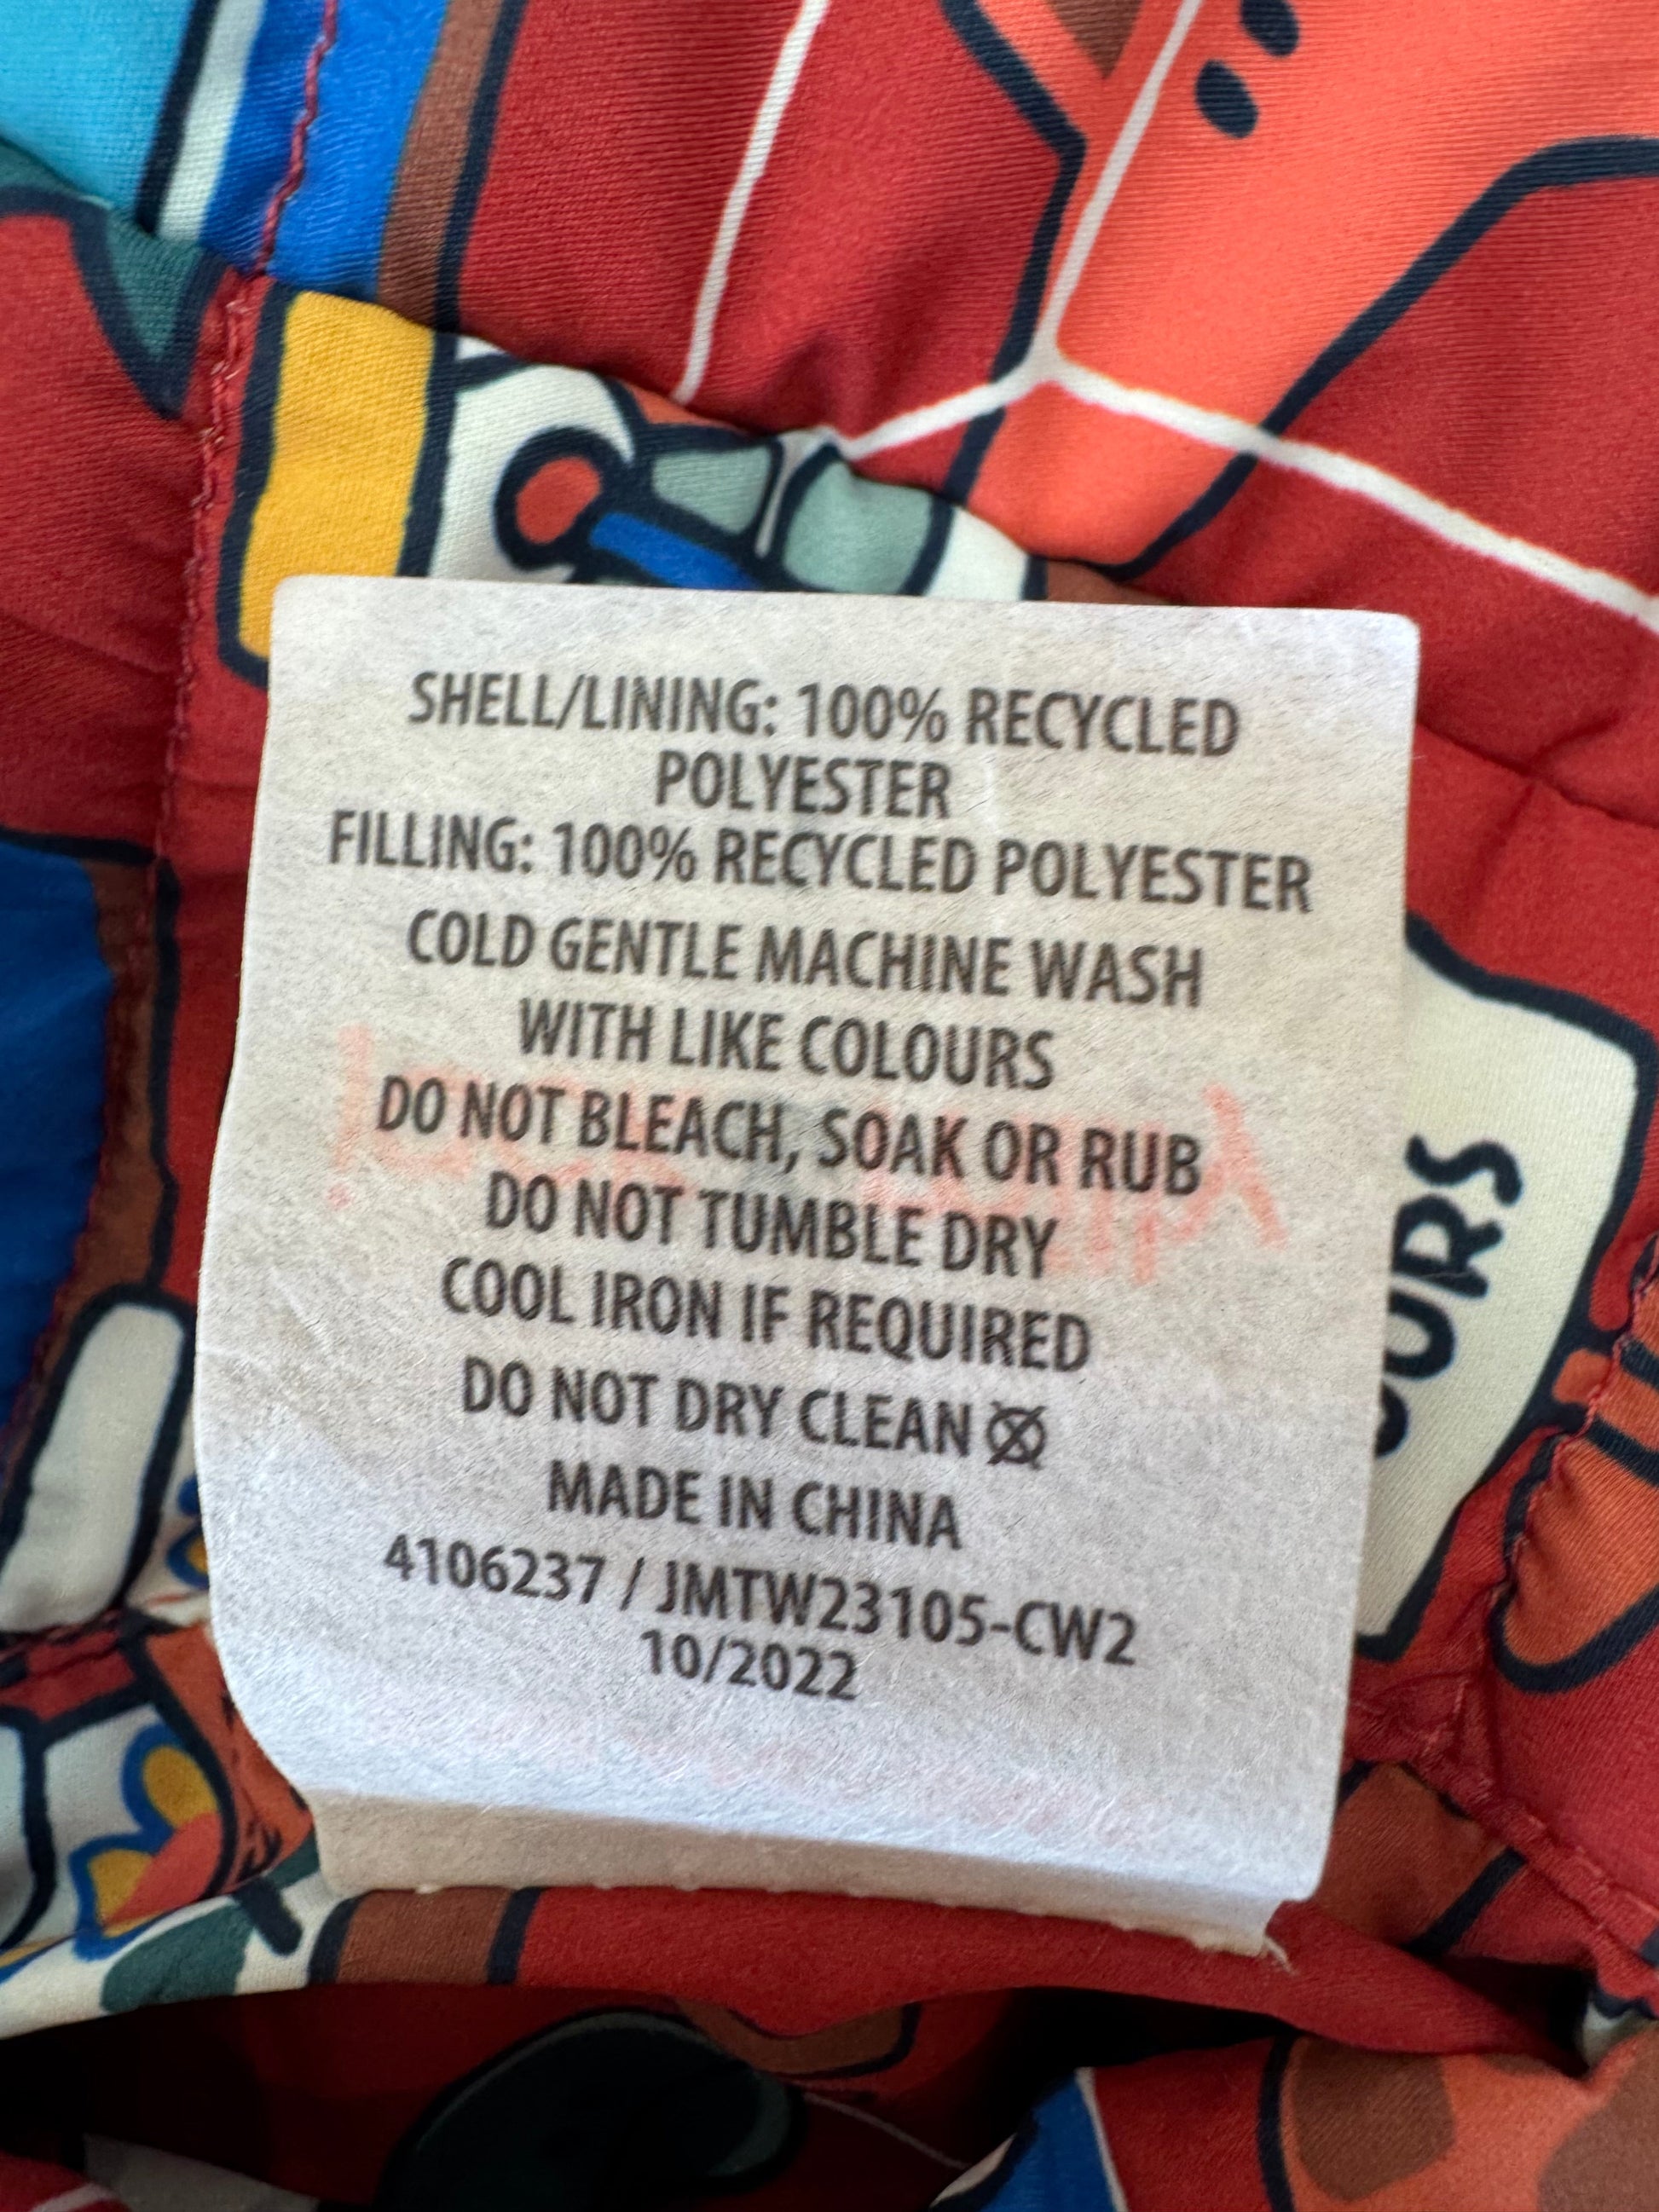 SHELL/LINING: 100% RECYCLED
POLYESTER
FILLING: 100% RECYCLED POLYESTER
COLD GENTLE MACHINE WASH
WITH LIKE COLOURS
DO NOT BLEACH, SOAK OR RUB
DO NOT TUMBLE DRY
COOL IRON IF REQUIRED
DO NOT DRY CLEAN
MADE IN CHINA
4106237 / JMTW23105-CW2
10/2022
OURS